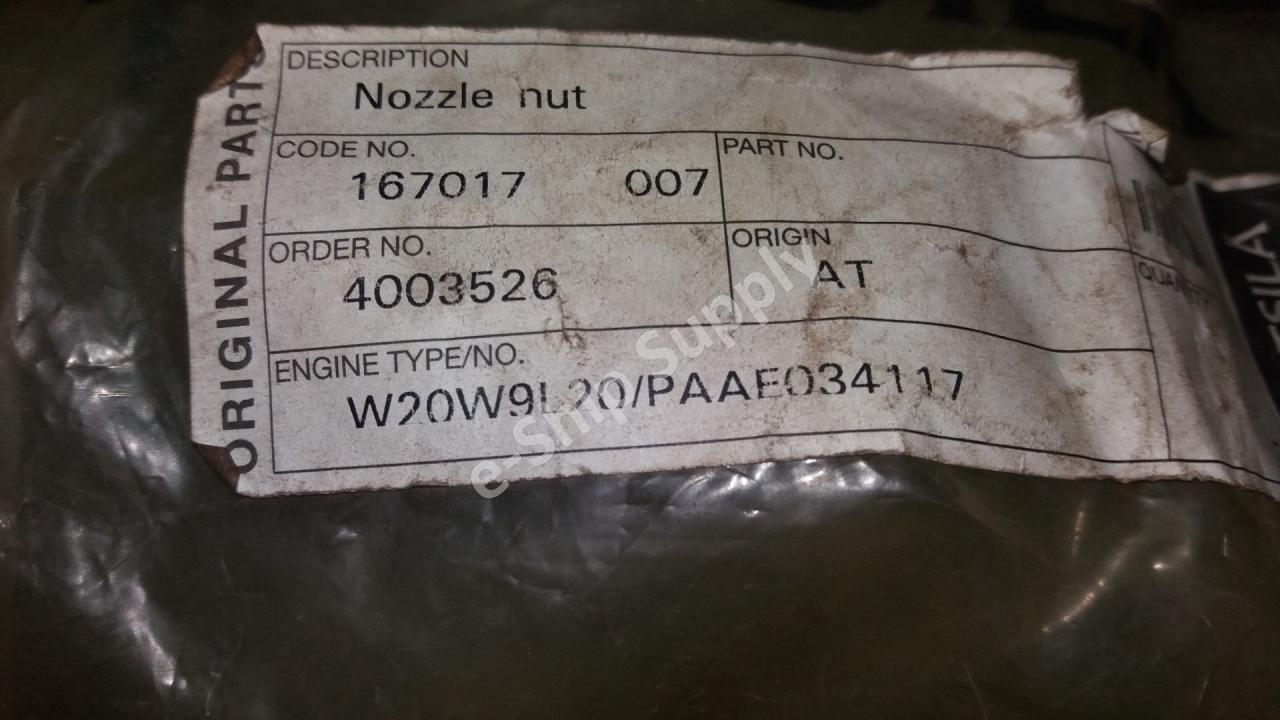 ORIGINAL PARTS
DESCRIPTION
Nozzle nut
CODE NO.
167017 007
PART NO.
ORDER NO.
4003526
ORIGIN
AT
ENGINE TYPE/NO.
W20W9L20/PAAE034117
e-Ship Supply